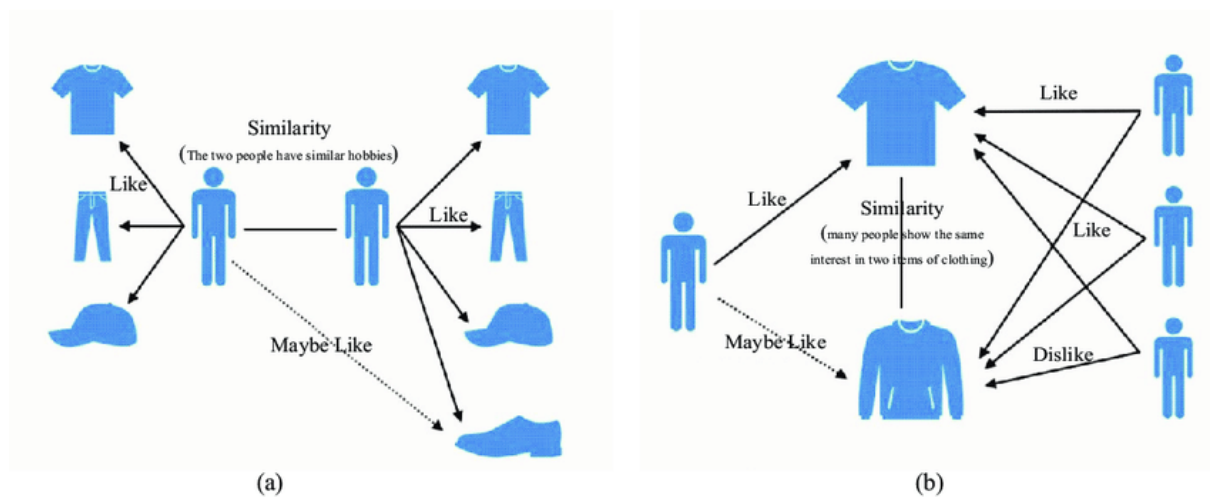 Similarity
(The two people have similar hobbies)
Like
Like
Maybe Like
(a)
Like
Like
Similarity
(many people show the same
interest in two items of clothing)
Like
Maybe Like
Dislike
(b)